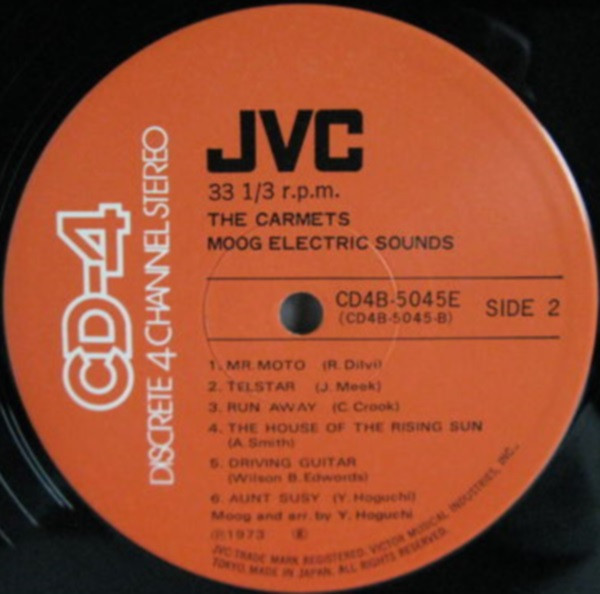 CD-4
DISCRETE 4 CHANNEL STEREO
JVC
33 1/3 r.p.m.
THE CARMETS
MOOG ELECTRIC SOUNDS
CD4B-5045E
(CD4B-5045-B)
SIDE 2
1. MR. MOTO (R. Dilvi)
2. TELSTAR (J. Meek)
3. RUN AWAY (C. Crook)
4. THE HOUSE OF THE RISING SUN
(A. Smith)
5. DRIVING GUITAR
(Wilson B. Edwords)
6. AUNT SUSY (Y. Hoguchi)
Moog and arr. by Y. Hoguchi
Ⓟ1973
JVC TRADE MARK REGISTERED. VICTOR MUSICAL INDUSTRIES, INC.,
TOKYO. MADE IN JAPAN. ALL RIGHTS RESERVED.